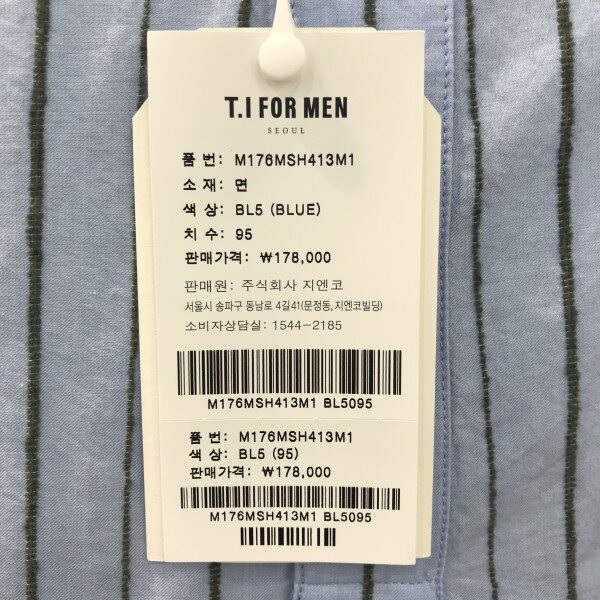 T.I FOR MEN
SEOUL
품 번: M176MSH413M1
소 재: 면
색 상: BL5 (BLUE)
치 수: 95
판매가격: ₩178,000
판매원: 주식회사 지엔코
서울시 송파구 동남로 4길41(문정동, 지엔코빌딩)
소비자상담실: 1544-2185
M176MSH413M1 BL5095
품 번: M176MSH413M1
색 상: BL5 (95)
판매가격: ₩178,000
M176MSH413M1 BL5095